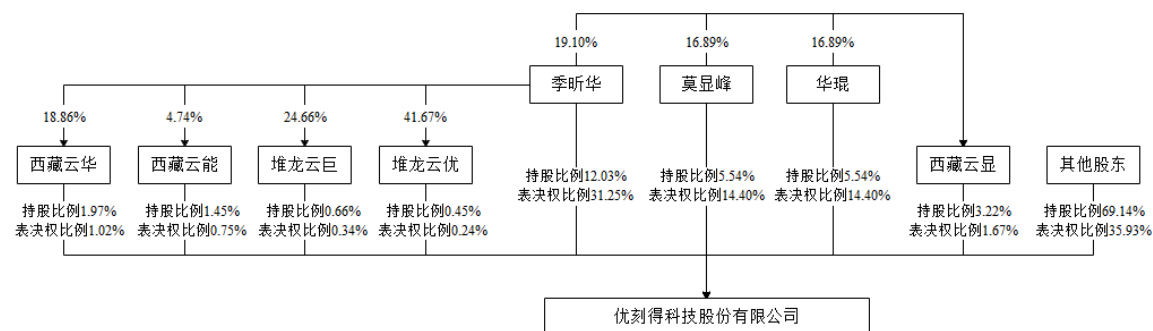 19.10%
16.89%
16.89%
季昕华
莫显峰
华琨
18.86%
4.74%
24.66%
41.67%
西藏云华
西藏云能
堆龙云巨
堆龙云优
西藏云显
其他股东
持股比例12.03%
表决权比例31.25%
持股比例5.54%
表决权比例14.40%
持股比例5.54%
表决权比例14.40%
持股比例1.97%
表决权比例1.02%
持股比例1.45%
表决权比例0.75%
持股比例0.66%
表决权比例0.34%
持股比例0.45%
表决权比例0.24%
持股比例3.22%
表决权比例1.67%
持股比例69.14%
表决权比例35.93%
优刻得科技股份有限公司